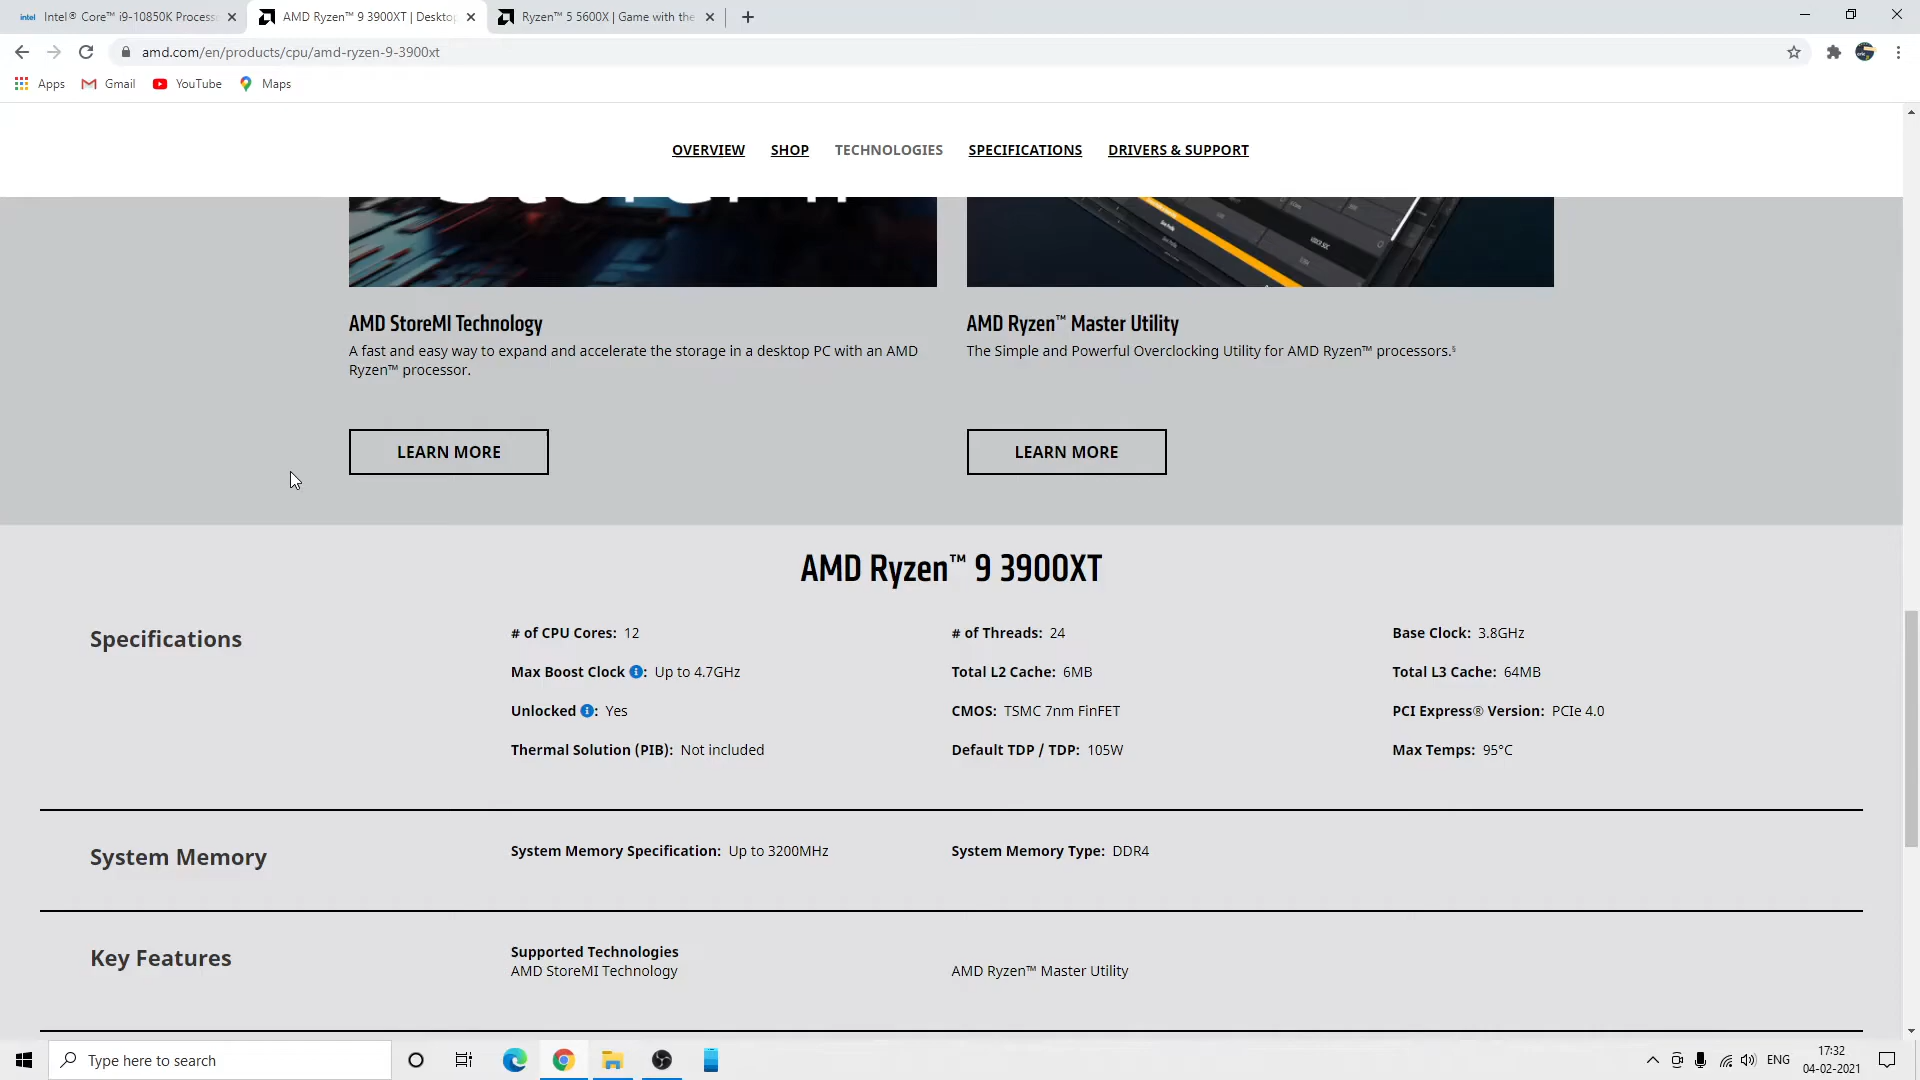 intel Intel® Core™ i9-10850K Process
AMD Ryzen™ 9 3900XT | Deskto
Ryzen™ 5 5600X | Game with the
amd.com/en/products/cpu/amd-ryzen-9-3900xt
Apps Gmail YouTube Maps
OVERVIEW SHOP TECHNOLOGIES SPECIFICATIONS DRIVERS & SUPPORT
AMD StoreMI Technology
A fast and easy way to expand and accelerate the storage in a desktop PC with an AMD
Ryzen™ processor.
LEARN MORE
AMD Ryzen™ Master Utility
The Simple and Powerful Overclocking Utility for AMD Ryzen™ processors.§
LEARN MORE
AMD Ryzen™ 9 3900XT
Specifications
# of CPU Cores: 12
# of Threads: 24
Base Clock: 3.8GHz
Max Boost Clock : Up to 4.7GHz
Total L2 Cache: 6MB
Total L3 Cache: 64MB
Unlocked : Yes
CMOS: TSMC 7nm FinFET
PCI Express® Version: PCIe 4.0
Thermal Solution (PIB): Not included
Default TDP / TDP: 105W
Max Temps: 95°C
System Memory
System Memory Specification: Up to 3200MHz
System Memory Type: DDR4
Key Features
Supported Technologies
AMD StoreMI Technology
AMD Ryzen™ Master Utility
Type here to search
ENG
17:32
04-02-2021